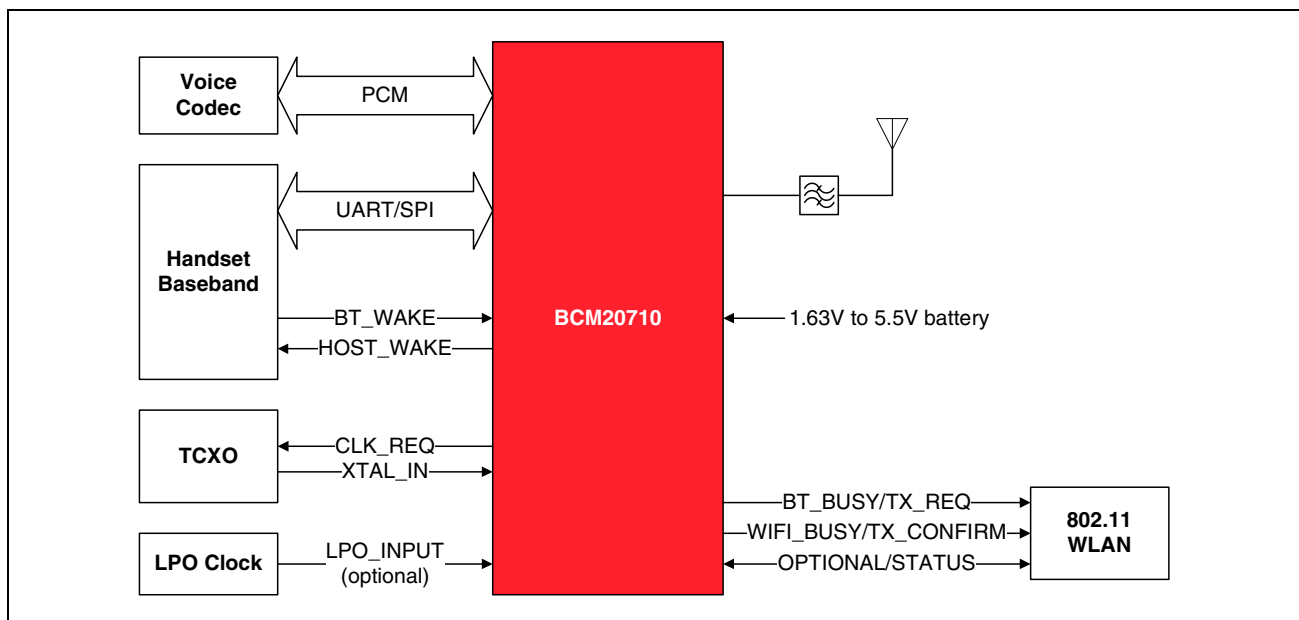 Voice
Codec
PCM
UART/SPI
Handset
Baseband
BT_WAKE
HOST_WAKE
BCM20710
1.63V to 5.5V battery
TCXO
CLK_REQ
XTAL_IN
LPO Clock
LPO_INPUT
(optional)
BT_BUSY/TX_REQ
WIFI_BUSY/TX_CONFIRM
OPTIONAL/STATUS
802.11
WLAN